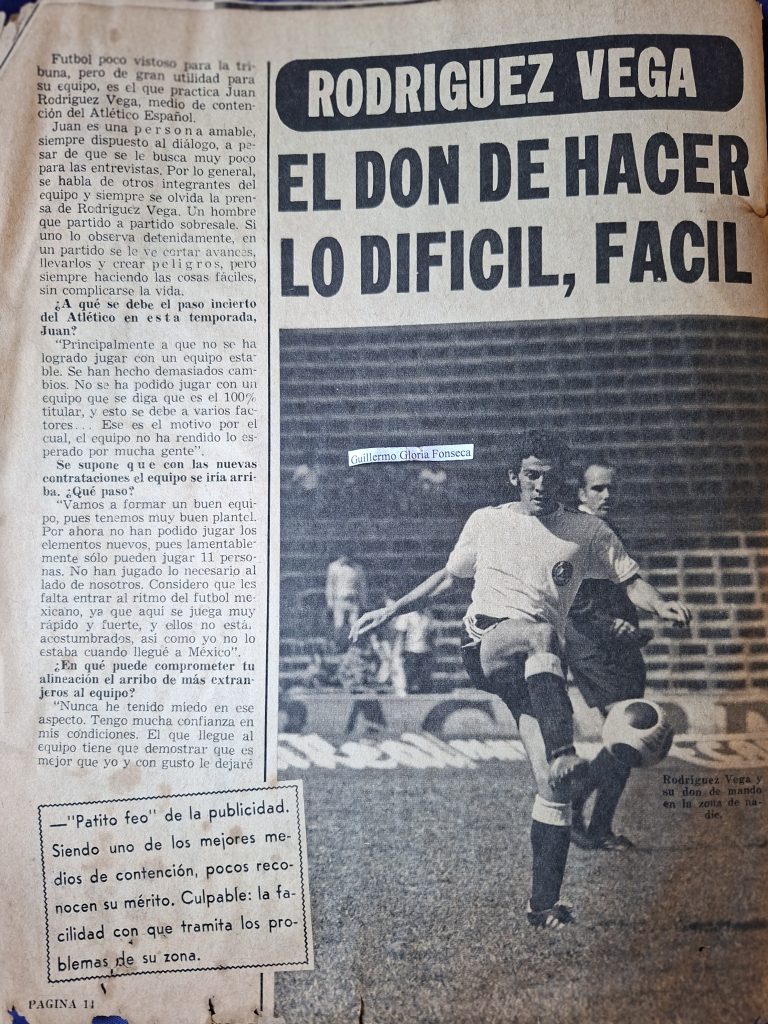 RODRIGUEZ VEGA
EL DON DE HACER
LO DIFICIL, FACIL
Futbol poco vistoso para la tri-
buna, pero de gran utilidad para
su equipo, es el que practica Juan
Rodríguez Vega, medio de conten-
ción del Atlético Español.
Juan es una persona amable,
siempre dispuesto al diálogo, a pe-
sar de que se le busca muy poco
para las entrevistas. Por lo general,
se habla de otros integrantes del
equipo y siempre se olvida la pren-
sa de Rodríguez Vega. Un hombre
que partido a partido sobresale. Si
uno lo observa detenidamente, en
un partido se le ve cortar avances,
llevarlos y crear peligros, pero
siempre haciendo las cosas fáciles,
sin complicarse la vida.
¿A qué se debe el paso incierto
del Atlético en esta temporada,
Juan?
"Principalmente a que no se ha
logrado jugar con un equipo esta-
ble. Se han hecho demasiados cam-
bios. No se ha podido jugar con un
equipo que se diga que es el 100%
titular, y esto se debe a varios fac-
tores... Ese es el motivo por el
cual, el equipo no ha rendido lo es-
perado por mucha gente".
Se supone que con las nuevas
contrataciones el equipo se iría arri-
ba. ¿Qué paso?
"Vamos a formar un buen equi-
po, pues tenemos muy buen plantel.
Por ahora no han podido jugar los
elementos nuevos, pues lamentable-
mente sólo pueden jugar 11 perso-
nas. No han jugado lo necesario al
lado de nosotros. Considero que les
falta entrar al ritmo del futbol me-
xicano, ya que aquí se juega muy
rápido y fuerte, y ellos no está.
acostumbrados, así como yo no lo
estaba cuando llegué a México".
¿En qué puede comprometer tu
alineación el arribo de más extran-
jeros al equipo?
"Nunca he tenido miedo en ese
aspecto. Tengo mucha confianza en
mis condiciones. El que llegue al
equipo tiene que demostrar que es
mejor que yo y con gusto le dejaré
—"Patito feo" de la publicidad.
Siendo uno de los mejores me-
dios de contención, pocos reco-
nocen su mérito. Culpable: la fa-
cilidad con que tramita los pro-
blemas de su zona.
PAGINA 14
Guillermo Gloria Fonseca
Rodríguez Vega y
su don de mando
en la zona de na-
die.